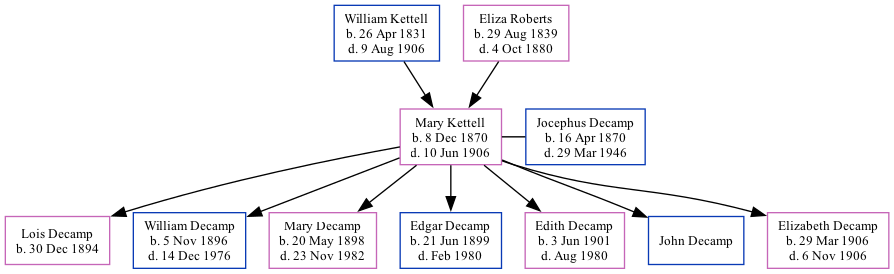 William Kettell
b. 26 Apr 1831
d. 9 Aug 1906
Eliza Roberts
b. 29 Aug 1839
d. 4 Oct 1880
Mary Kettell
b. 8 Dec 1870
d. 10 Jun 1906
Jocephus Decamp
b. 16 Apr 1870
d. 29 Mar 1946
Lois Decamp
b. 30 Dec 1894
William Decamp
b. 5 Nov 1896
d. 14 Dec 1976
Mary Decamp
b. 20 May 1898
d. 23 Nov 1982
Edgar Decamp
b. 21 Jun 1899
d. Feb 1980
Edith Decamp
b. 3 Jun 1901
d. Aug 1980
John Decamp
Elizabeth Decamp
b. 29 Mar 1906
d. 6 Nov 1906